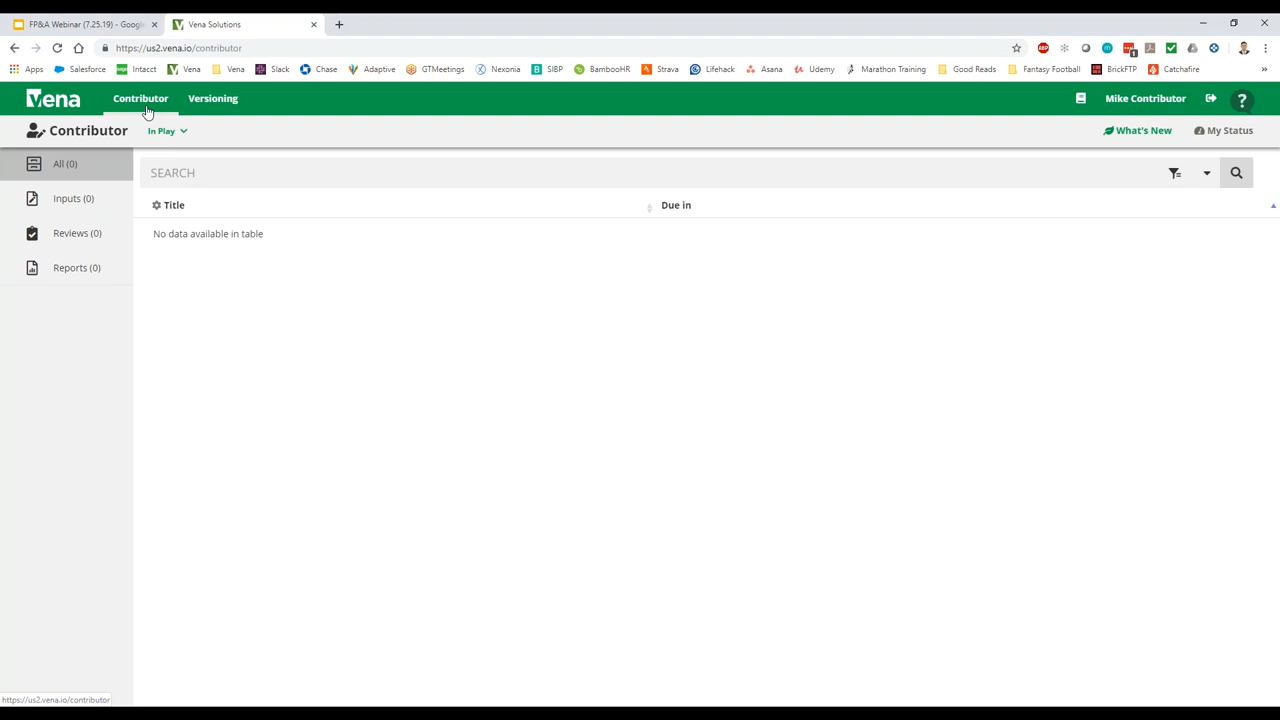 FP&A Webinar (7.25.19) - Google
Vena Solutions
https://us2.vena.io/contributor
ABP
Apps
Salesforce
Intacct
Vena
Vena
Slack
Chase
Adaptive
GTMeetings
Nexonia
SIBP
BambooHR
Strava
Lifehack
Asana
Udemy
Marathon Training
Good Reads
Fantasy Football
BrickFTP
Catchafire
»
Vena
Contributor
Versioning
Mike Contributor
?
Contributor
In Play
What's New
My Status
All (0)
Inputs (0)
Reviews (0)
Reports (0)
SEARCH
Title
Due in
No data available in table
https://us2.vena.io/contributor